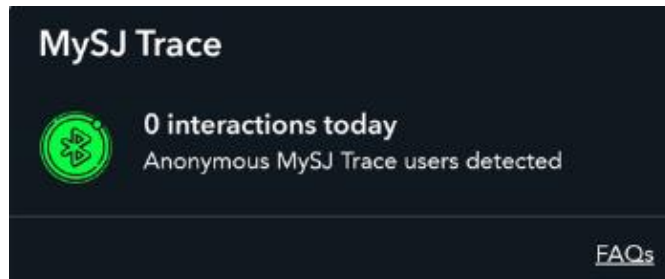 MySJ Trace
0 interactions today
Anonymous MySJ Trace users detected
FAQs